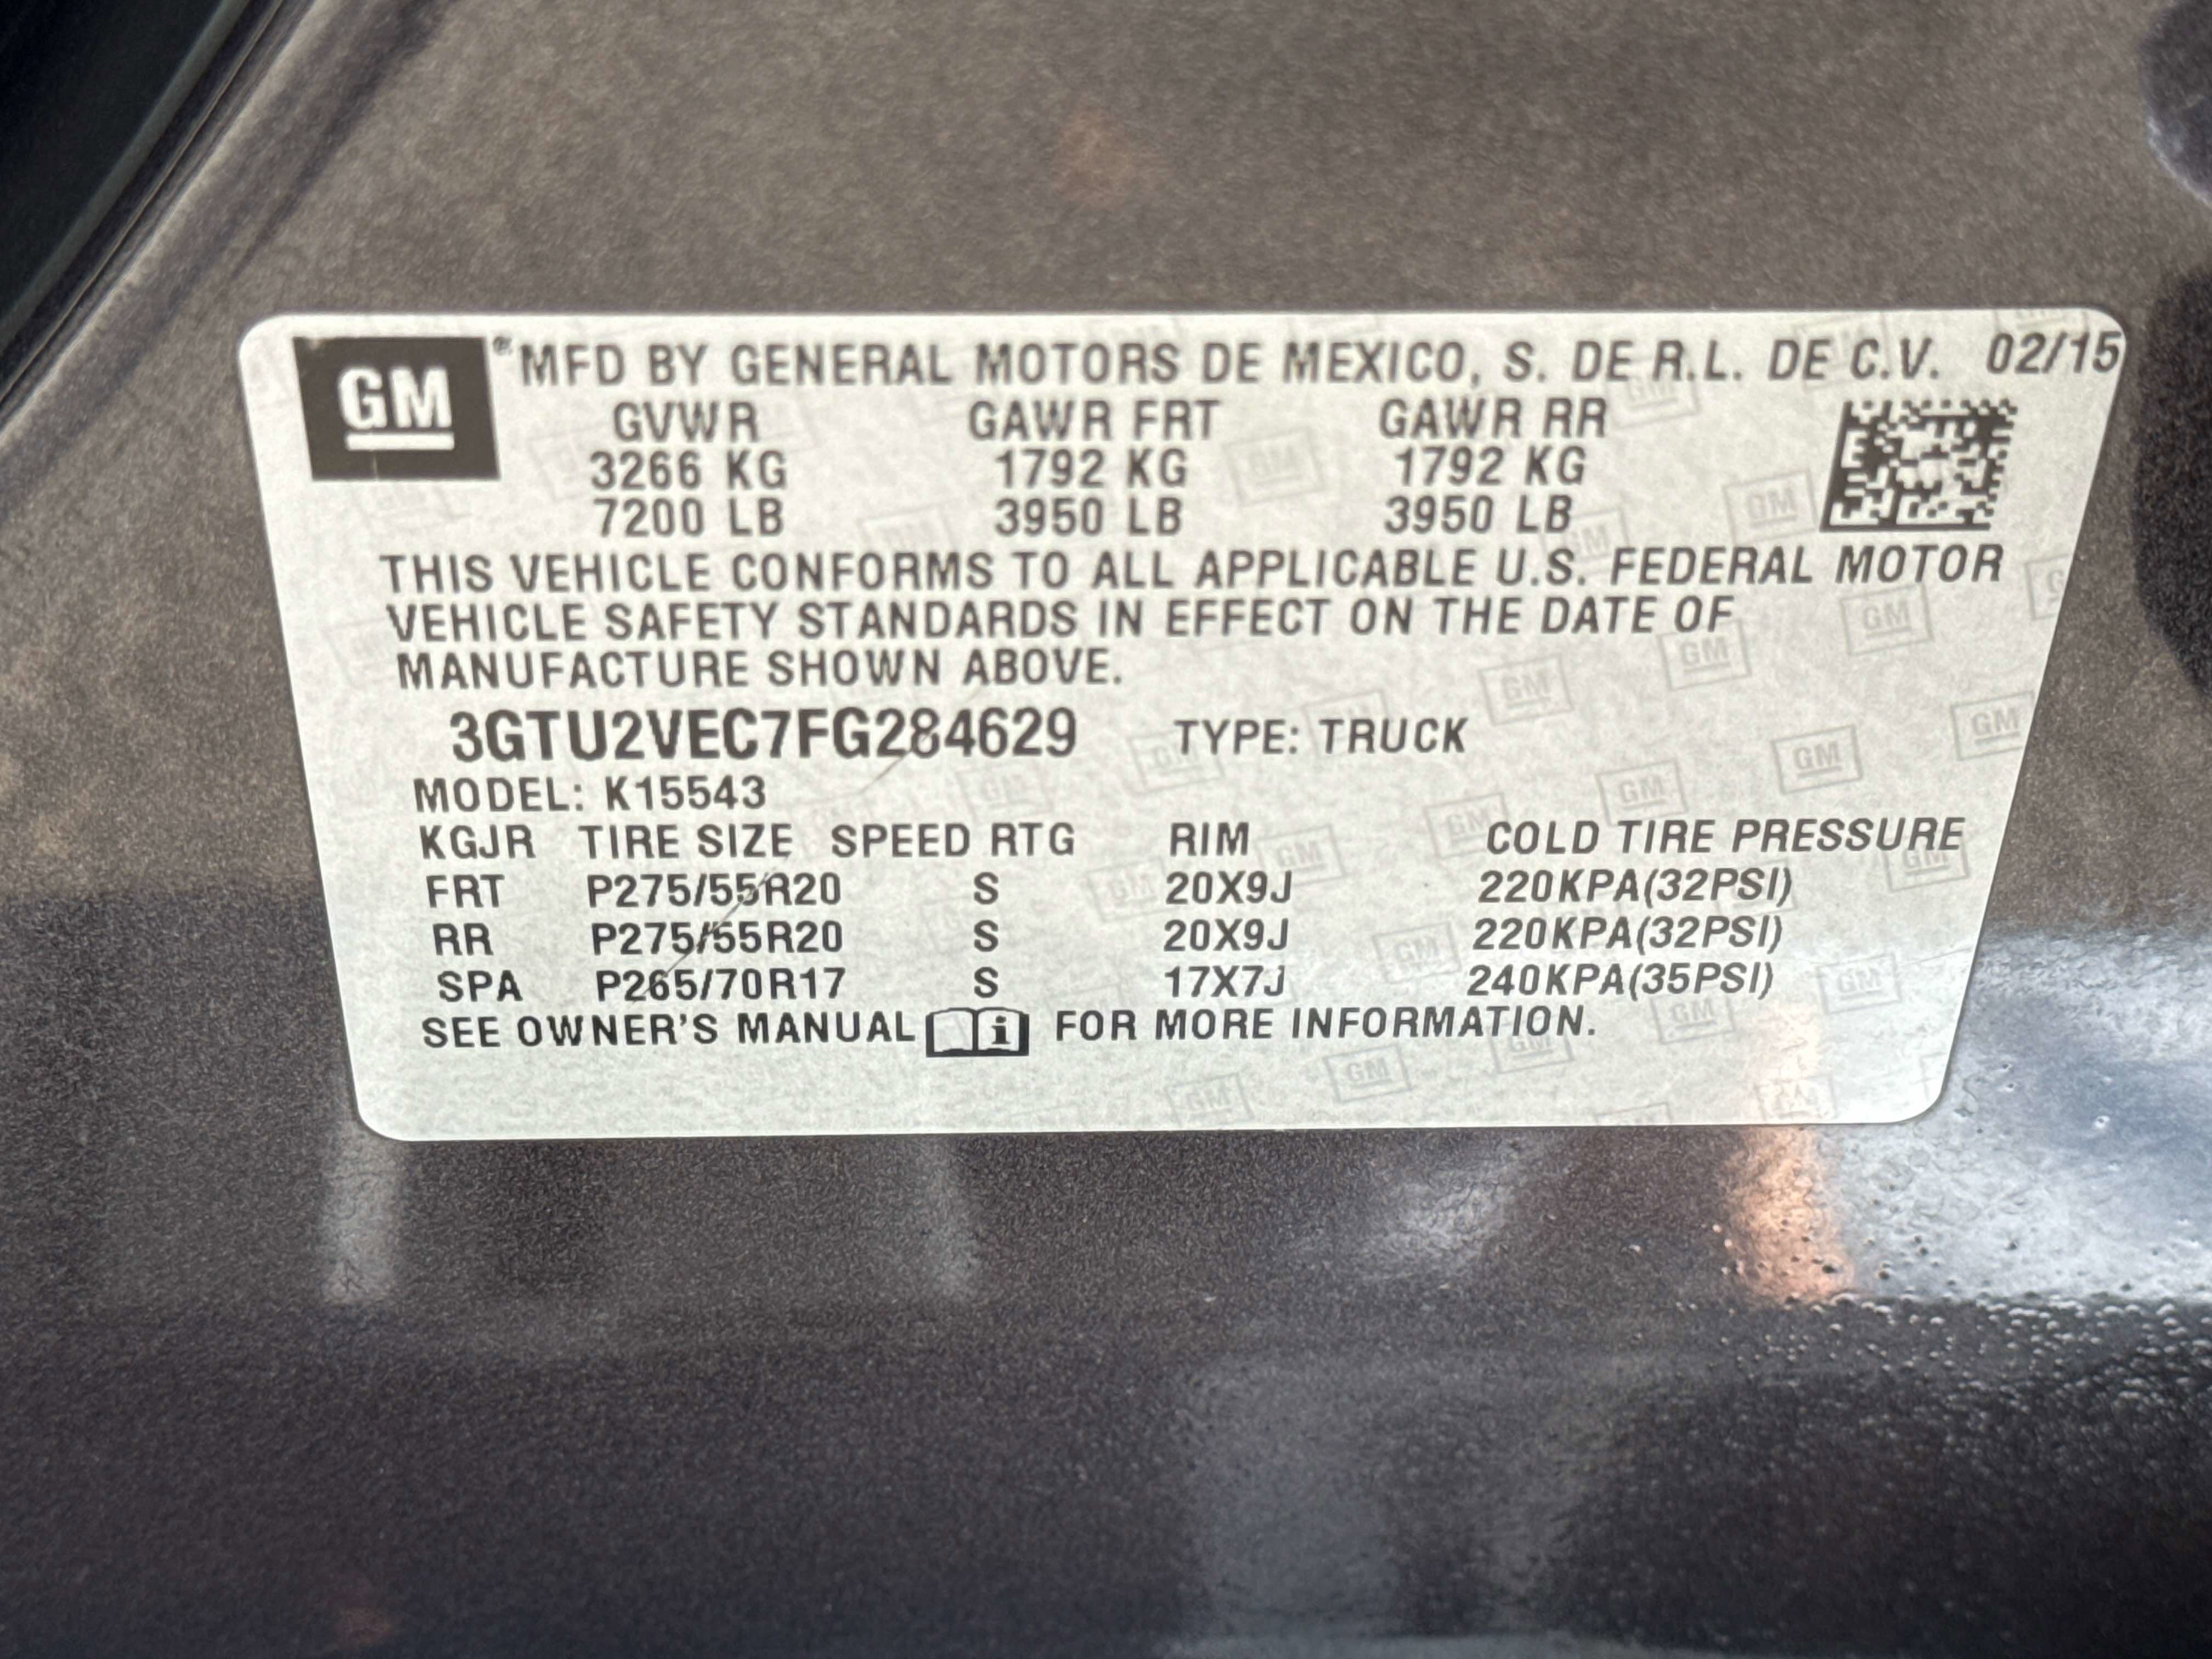 GM
®MFD BY GENERAL MOTORS DE MEXICO, S. DE R.L. DE C.V. 02/15
GVWR GAWR FRT GAWR RR
3266 KG 1792 KG 1792 KG
7200 LB 3950 LB 3950 LB
THIS VEHICLE CONFORMS TO ALL APPLICABLE U.S. FEDERAL MOTOR
VEHICLE SAFETY STANDARDS IN EFFECT ON THE DATE OF
MANUFACTURE SHOWN ABOVE.
3GTU2VEC7FG284629 TYPE: TRUCK
MODEL: K15543
KGJR TIRE SIZE SPEED RTG RIM COLD TIRE PRESSURE
FRT P275/55R20 S 20X9J 220KPA(32PSI)
RR P275/55R20 S 20X9J 220KPA(32PSI)
SPA P265/70R17 S 17X7J 240KPA(35PSI)
SEE OWNER'S MANUAL i FOR MORE INFORMATION.